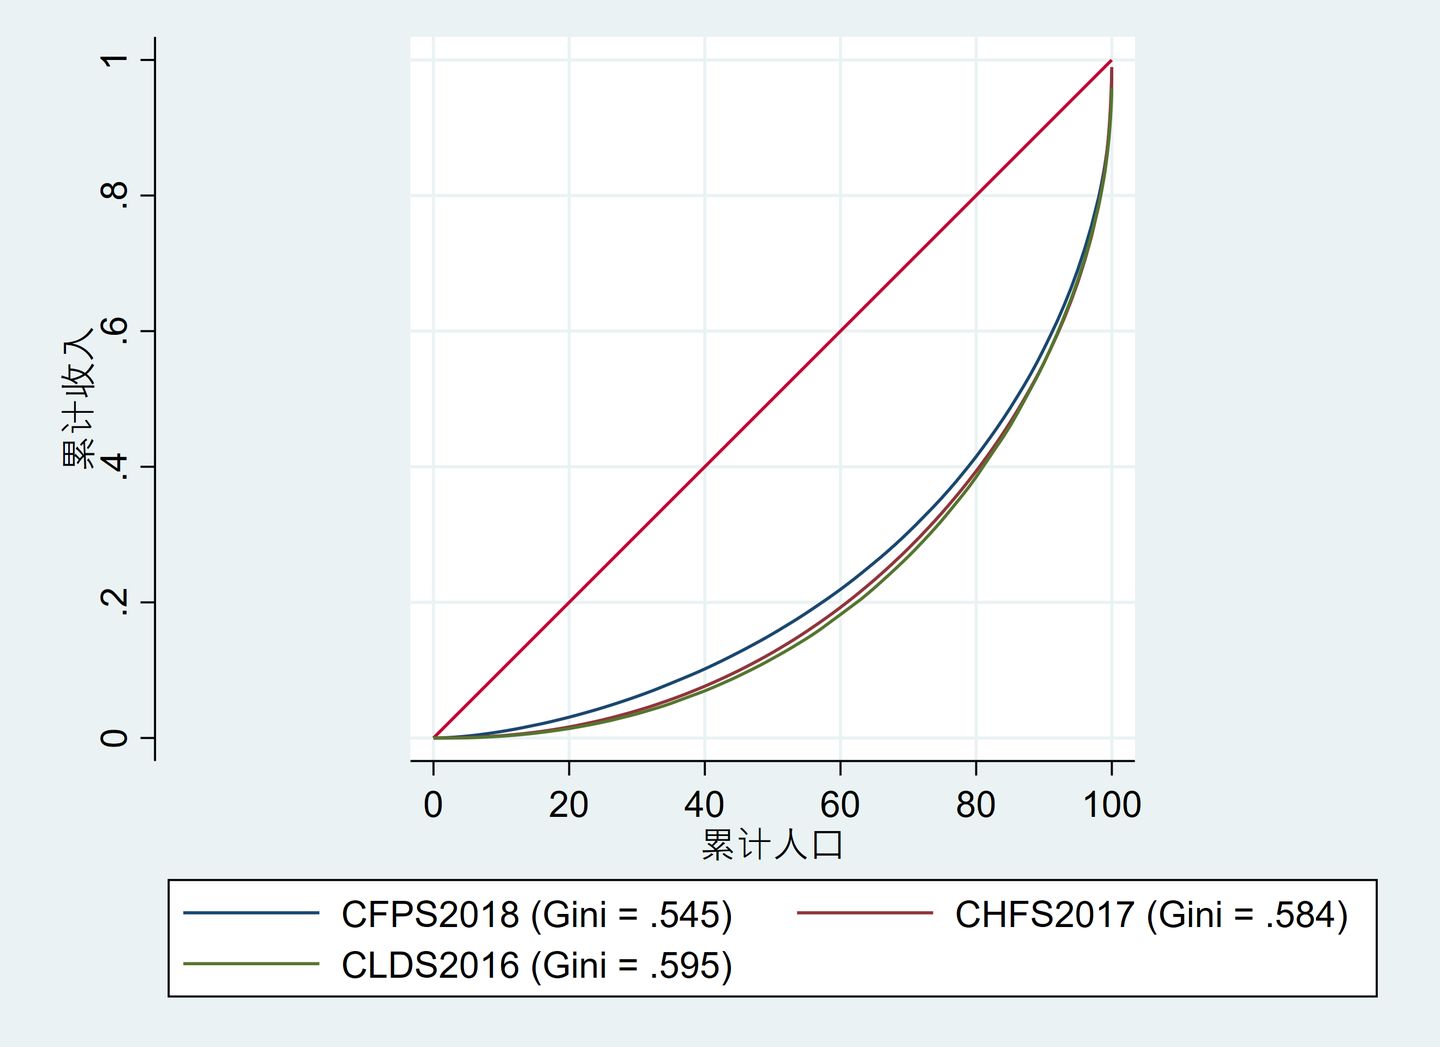 1
.8
.6
.4
.2
0
累计收入
0 20 40 60 80 100
累计人口
CFPS2018 (Gini = .545) CHFS2017 (Gini = .584)
CLDS2016 (Gini = .595)